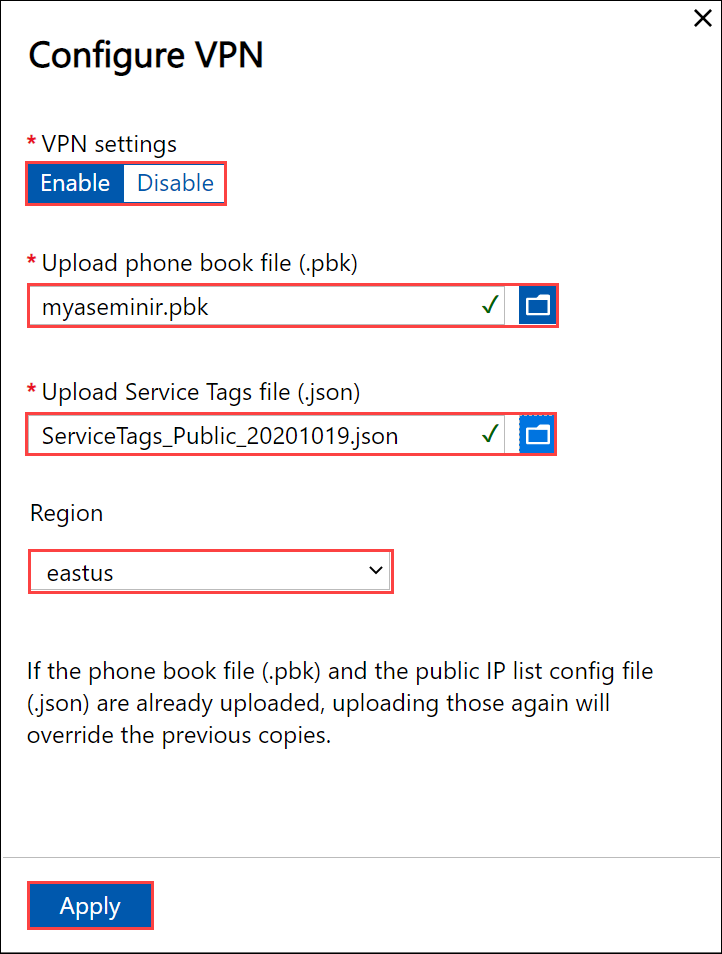 Configure VPN
* VPN settings
Enable Disable
* Upload phone book file (.pbk)
myaseminir.pbk
* Upload Service Tags file (.json)
ServiceTags_Public_20201019.json
Region
eastus
If the phone book file (.pbk) and the public IP list config file
(.json) are already uploaded, uploading those again will
override the previous copies.
Apply